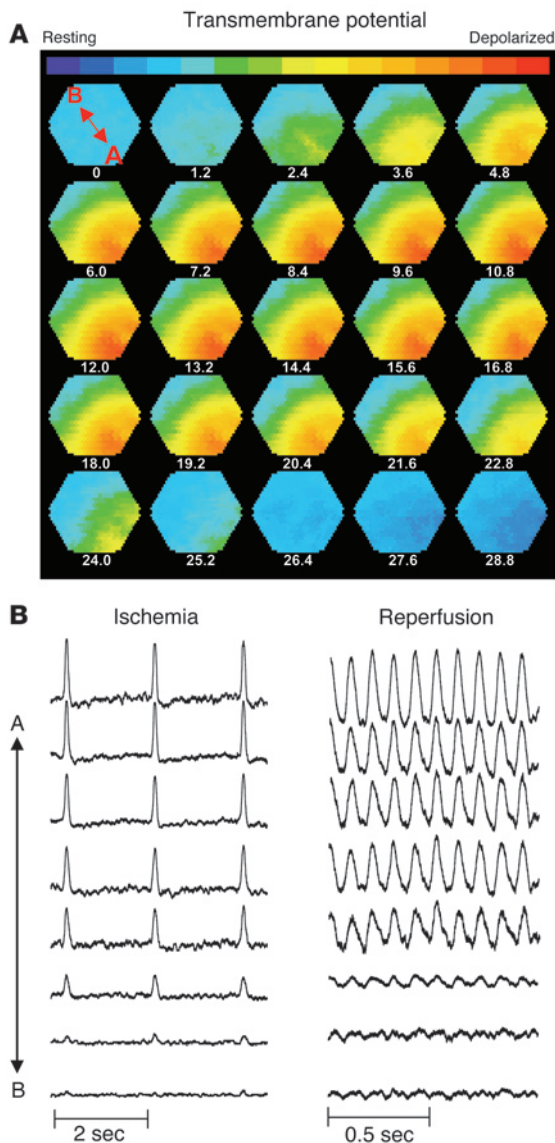 A
Transmembrane potential
Resting Depolarized
B
A
0 1.2 2.4 3.6 4.8
6.0 7.2 8.4 9.6 10.8
12.0 13.2 14.4 15.6 16.8
18.0 19.2 20.4 21.6 22.8
24.0 25.2 26.4 27.6 28.8
B
Ischemia Reperfusion
A
B
2 sec 0.5 sec